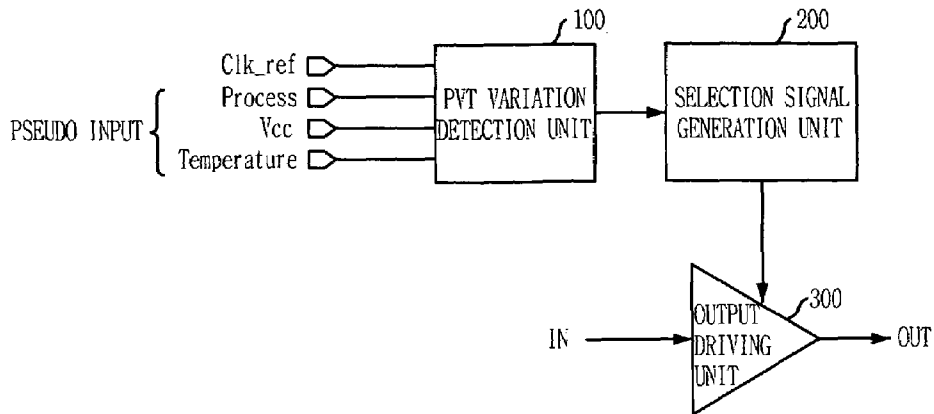 100
200
Clk_ref
Process
PSEUDO INPUT
Vcc
Temperature
PVT VARIATION
DETECTION UNIT
SELECTION SIGNAL
GENERATION UNIT
300
IN
OUTPUT
DRIVING
UNIT
OUT